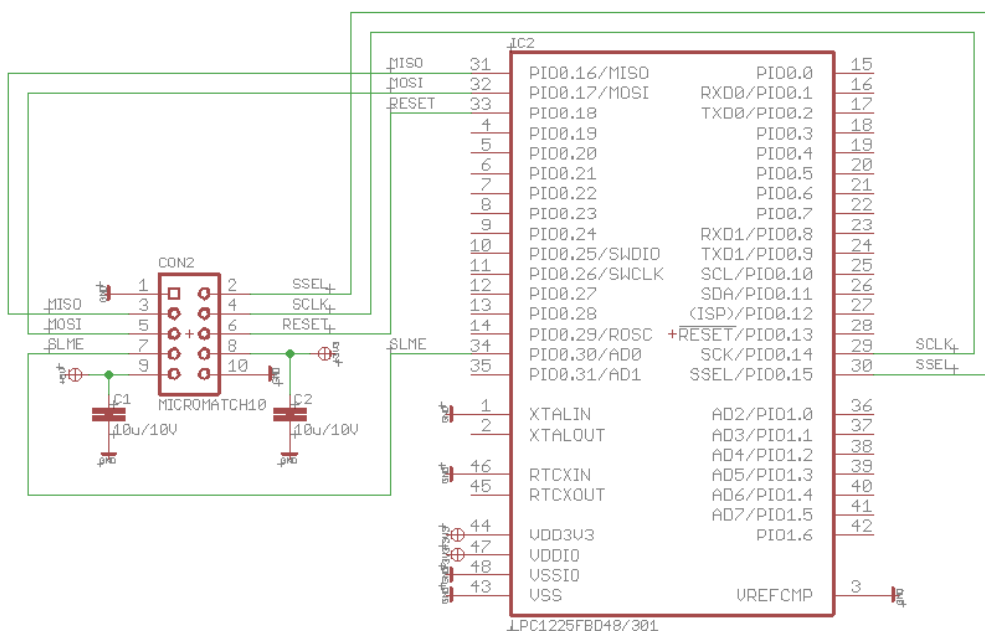 IC2
MISO 31 PIO0.16/MISO PIO0.0 15
MOSI 32 PIO0.17/MOSI RXD0/PIO0.1 16
RESET 33 PIO0.18 TXD0/PIO0.2 17
4 PIO0.19 PIO0.3 18
5 PIO0.20 PIO0.4 19
6 PIO0.21 PIO0.5 20
7 PIO0.22 PIO0.6 21
8 PIO0.23 PIO0.7 22
9 PIO0.24 RXD1/PIO0.8 23
10 PIO0.25/SWDIO TXD1/PIO0.9 24
11 PIO0.26/SWCLK SCL/PIO0.10 25
12 PIO0.27 SDA/PIO0.11 26
13 PIO0.28 (ISP)/PIO0.12 27
14 PIO0.29/ROSC RESET/PIO0.13 28
SLME 34 PIO0.30/AD0 SCK/PIO0.14 29 SCLK
35 PIO0.31/AD1 SSEL/PIO0.15 30 SSEL
1 XTALIN AD2/PIO1.0 36
2 XTALOUT AD3/PIO1.1 37
AD4/PIO1.2 38
46 RTCXIN AD5/PIO1.3 39
45 RTCXOUT AD6/PIO1.4 40
AD7/PIO1.5 41
44 VDD3V3 PIO1.6 42
47 VDDIO
48 VSSIO
43 VSS VREFCMP 3 GND
LPC1225FBD48/301
CON2
GND 1 2 SSEL
MISO 3 4 SCLK
MOSI 5 6 RESET
SLME 7 8
9 10 GND
MICROMATCH10
C1
10u/10V
GND
C2
10u/10V
GND